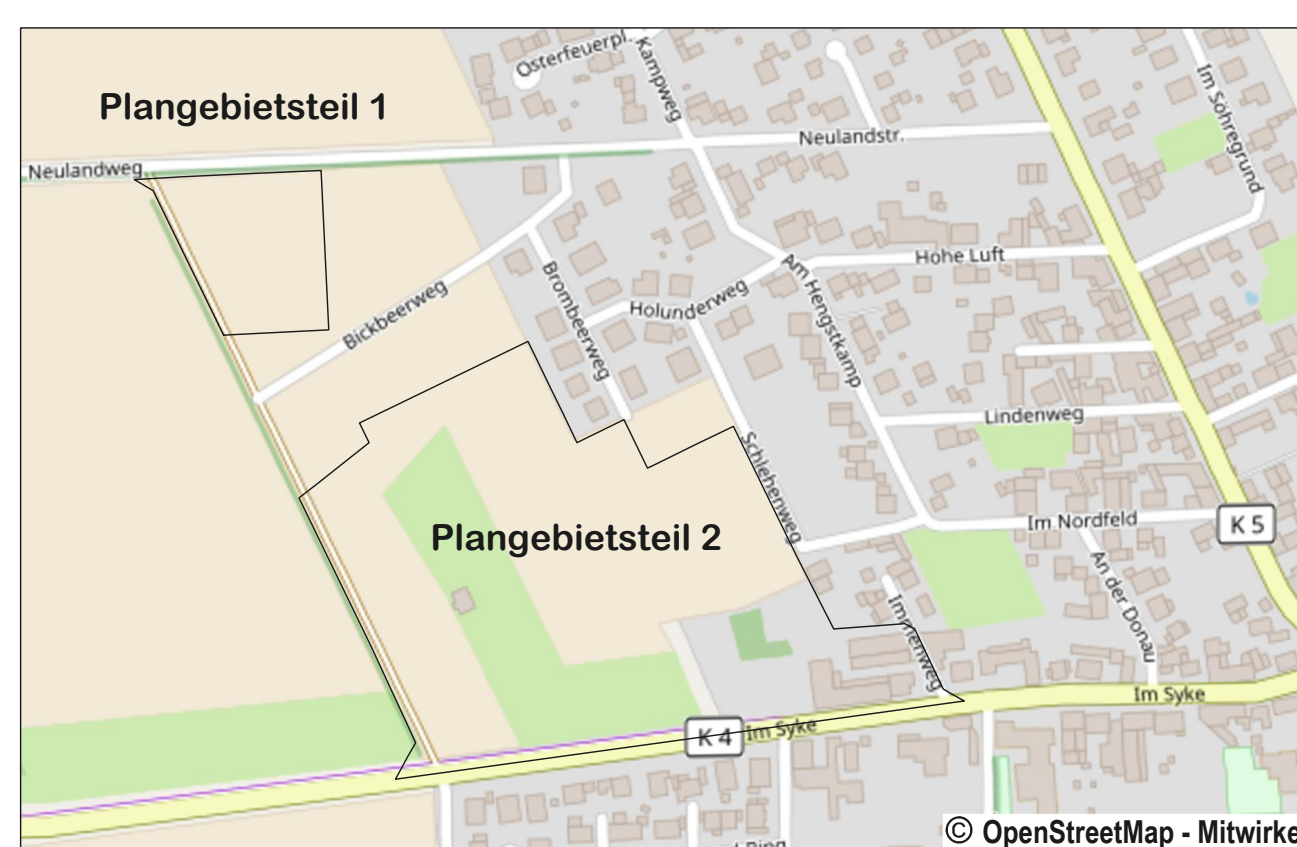 Osterfeuerpl.
Kampweg
Im Söhregrund
Plangebietsteil 1
Neulandstr.
Neulandweg
Hohe Luft
Brombeerweg
Bickbeerweg
Holunderweg
Am Hengstkamp
Lindenweg
Schlehenweg
Plangebietsteil 2
Im Nordfeld
K 5
An der Donau
Immenweg
Im Syke
K 4
Im Syke
© OpenStreetMap - Mitwirke